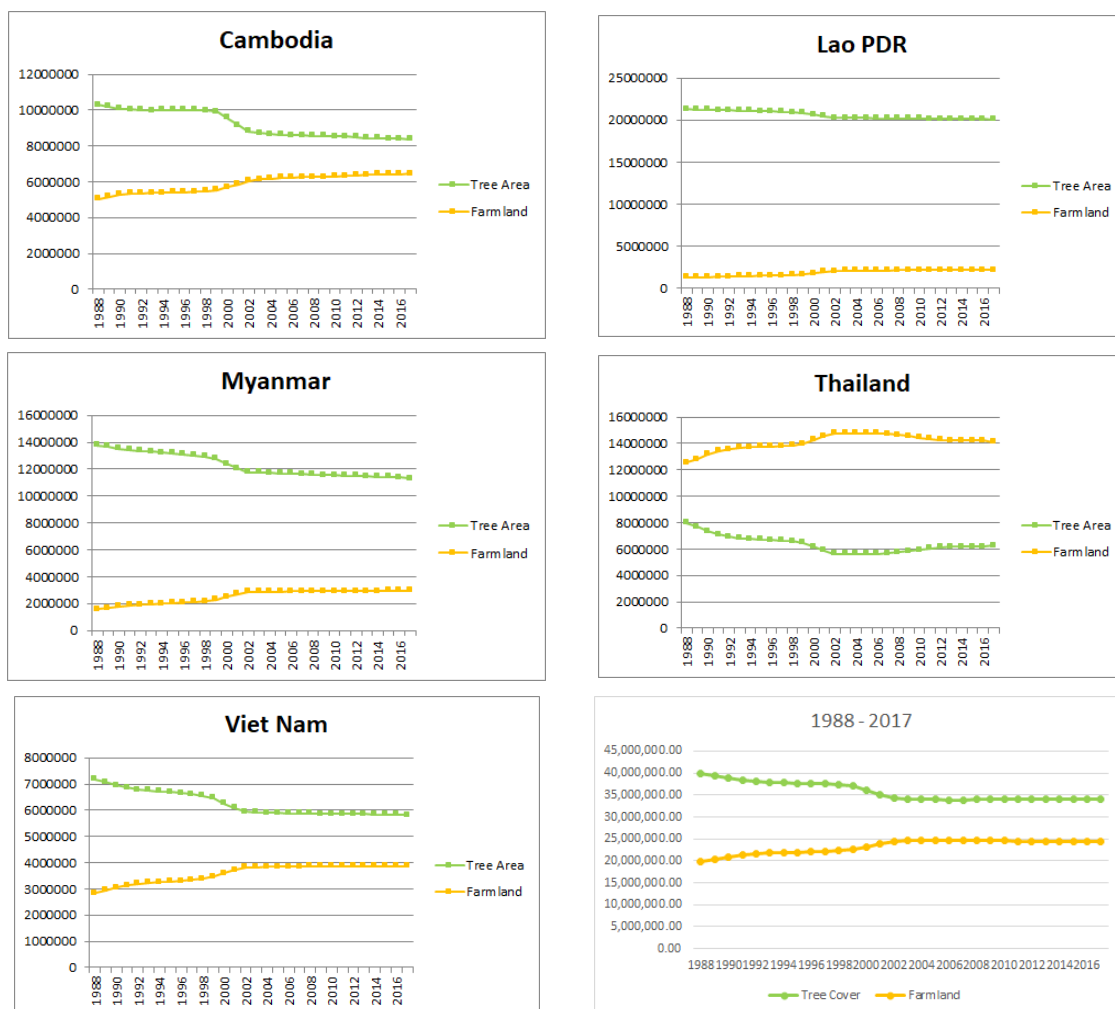 Cambodia
12000000
10000000
8000000
6000000
4000000
2000000
0
1988 1990 1992 1994 1996 1998 2000 2002 2004 2006 2008 2010 2012 2014 2016
Tree Area
Farmland
Lao PDR
25000000
20000000
15000000
10000000
5000000
0
1988 1990 1992 1994 1996 1998 2000 2002 2004 2006 2008 2010 2012 2014 2016
Tree Area
Farmland
Myanmar
16000000
14000000
12000000
10000000
8000000
6000000
4000000
2000000
0
1988 1990 1992 1994 1996 1998 2000 2002 2004 2006 2008 2010 2012 2014 2016
Tree Area
Farmland
Thailand
16000000
14000000
12000000
10000000
8000000
6000000
4000000
2000000
0
1988 1990 1992 1994 1996 1998 2000 2002 2004 2006 2008 2010 2012 2014 2016
Tree Area
Farmland
Viet Nam
8000000
7000000
6000000
5000000
4000000
3000000
2000000
1000000
0
1988 1990 1992 1994 1996 1998 2000 2002 2004 2006 2008 2010 2012 2014 2016
Tree Area
Farmland
1988 - 2017
45,000,000.00
40,000,000.00
35,000,000.00
30,000,000.00
25,000,000.00
20,000,000.00
15,000,000.00
10,000,000.00
5,000,000.00
0.00
1988 1990 1992 1994 1996 1998 2000 2002 2004 2006 2008 2010 2012 2014 2016
Tree Cover Farmland